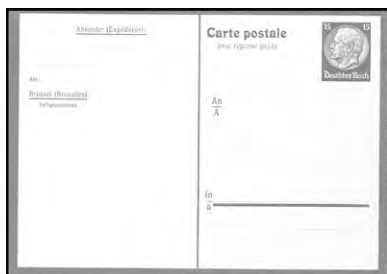 Absender (Expéditeur):
An:
Brüssel (Bruxelles)
Carte postale
avec réponse payée
15 15
Deutsches Reich
An
A
In
à